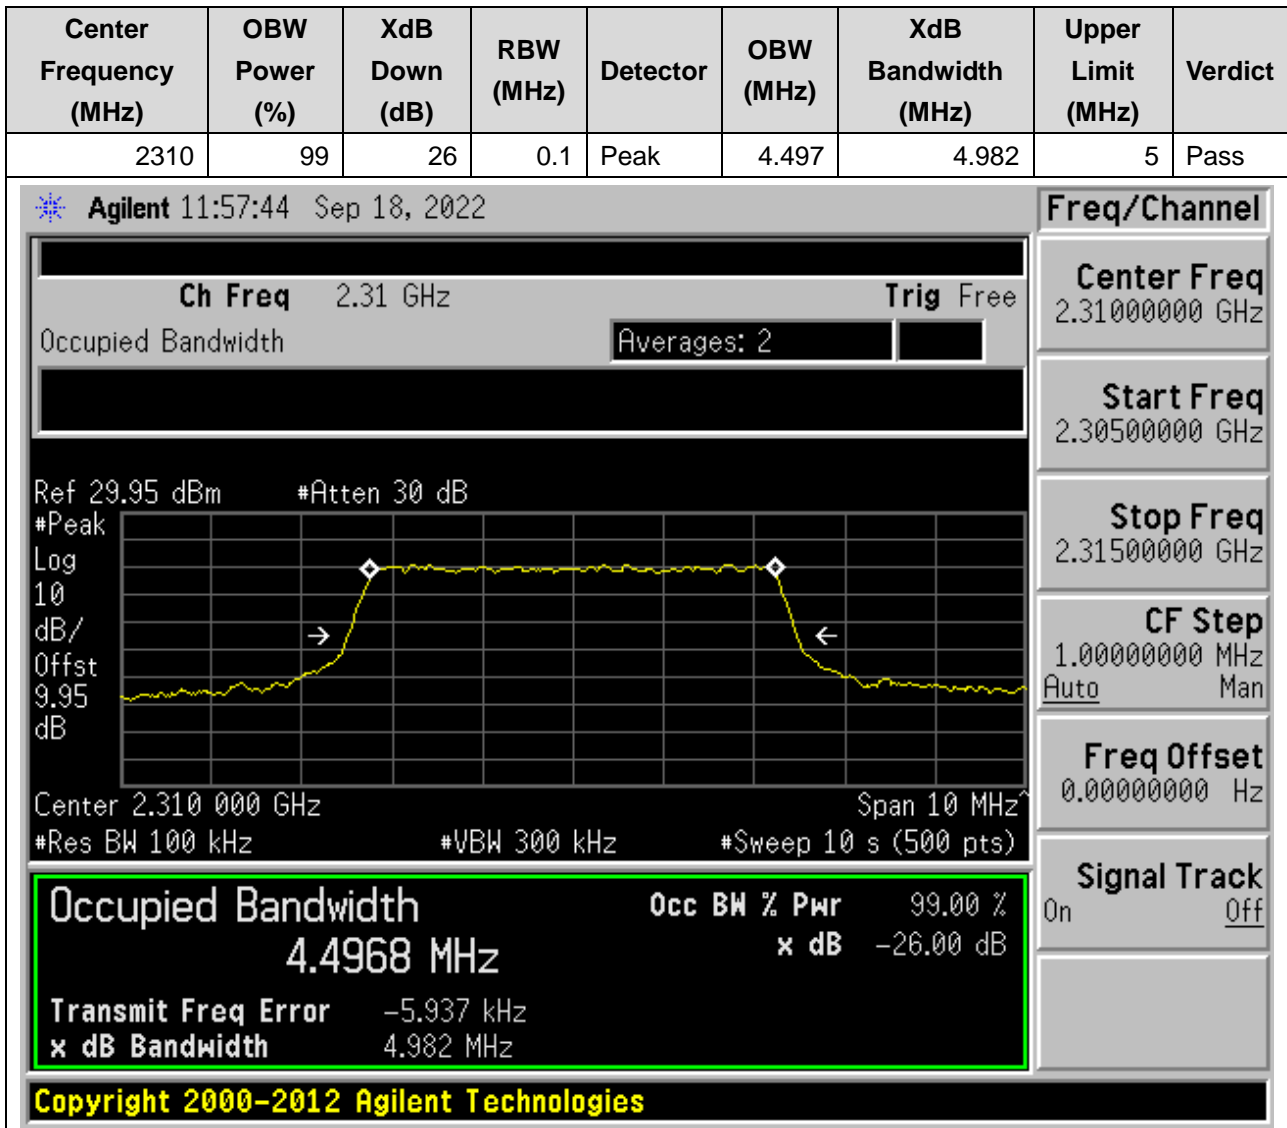 Center Frequency (MHz) OBW Power (%) XdB Down (dB) RBW (MHz) Detector OBW (MHz) XdB Bandwidth (MHz) Upper Limit (MHz) Verdict
2310 99 26 0.1 Peak 4.497 4.982 5 Pass
Agilent 11:57:44 Sep 18, 2022
Freq/Channel
Ch Freq 2.31 GHz Trig Free
Occupied Bandwidth Averages: 2
Ref 29.95 dBm #Atten 30 dB
#Peak
Log
10
dB/
Offst
9.95
dB
Center 2.310 000 GHz Span 10 MHz^
#Res BW 100 kHz #VBW 300 kHz #Sweep 10 s (500 pts)
Occupied Bandwidth Occ BW % Pwr 99.00 %
4.4968 MHz x dB -26.00 dB
Transmit Freq Error -5.937 kHz
x dB Bandwidth 4.982 MHz
Center Freq
2.31000000 GHz
Start Freq
2.30500000 GHz
Stop Freq
2.31500000 GHz
CF Step
1.00000000 MHz
Auto Man
Freq Offset
0.00000000 Hz
Signal Track
On Off
Copyright 2000-2012 Agilent Technologies